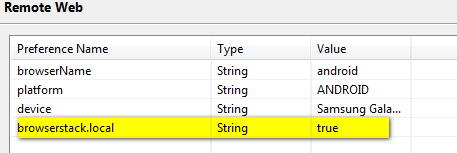 Remote Web
Preference Name Type Value
browserName String android
platform String ANDROID
device String Samsung Gala...
browserstack.local String true